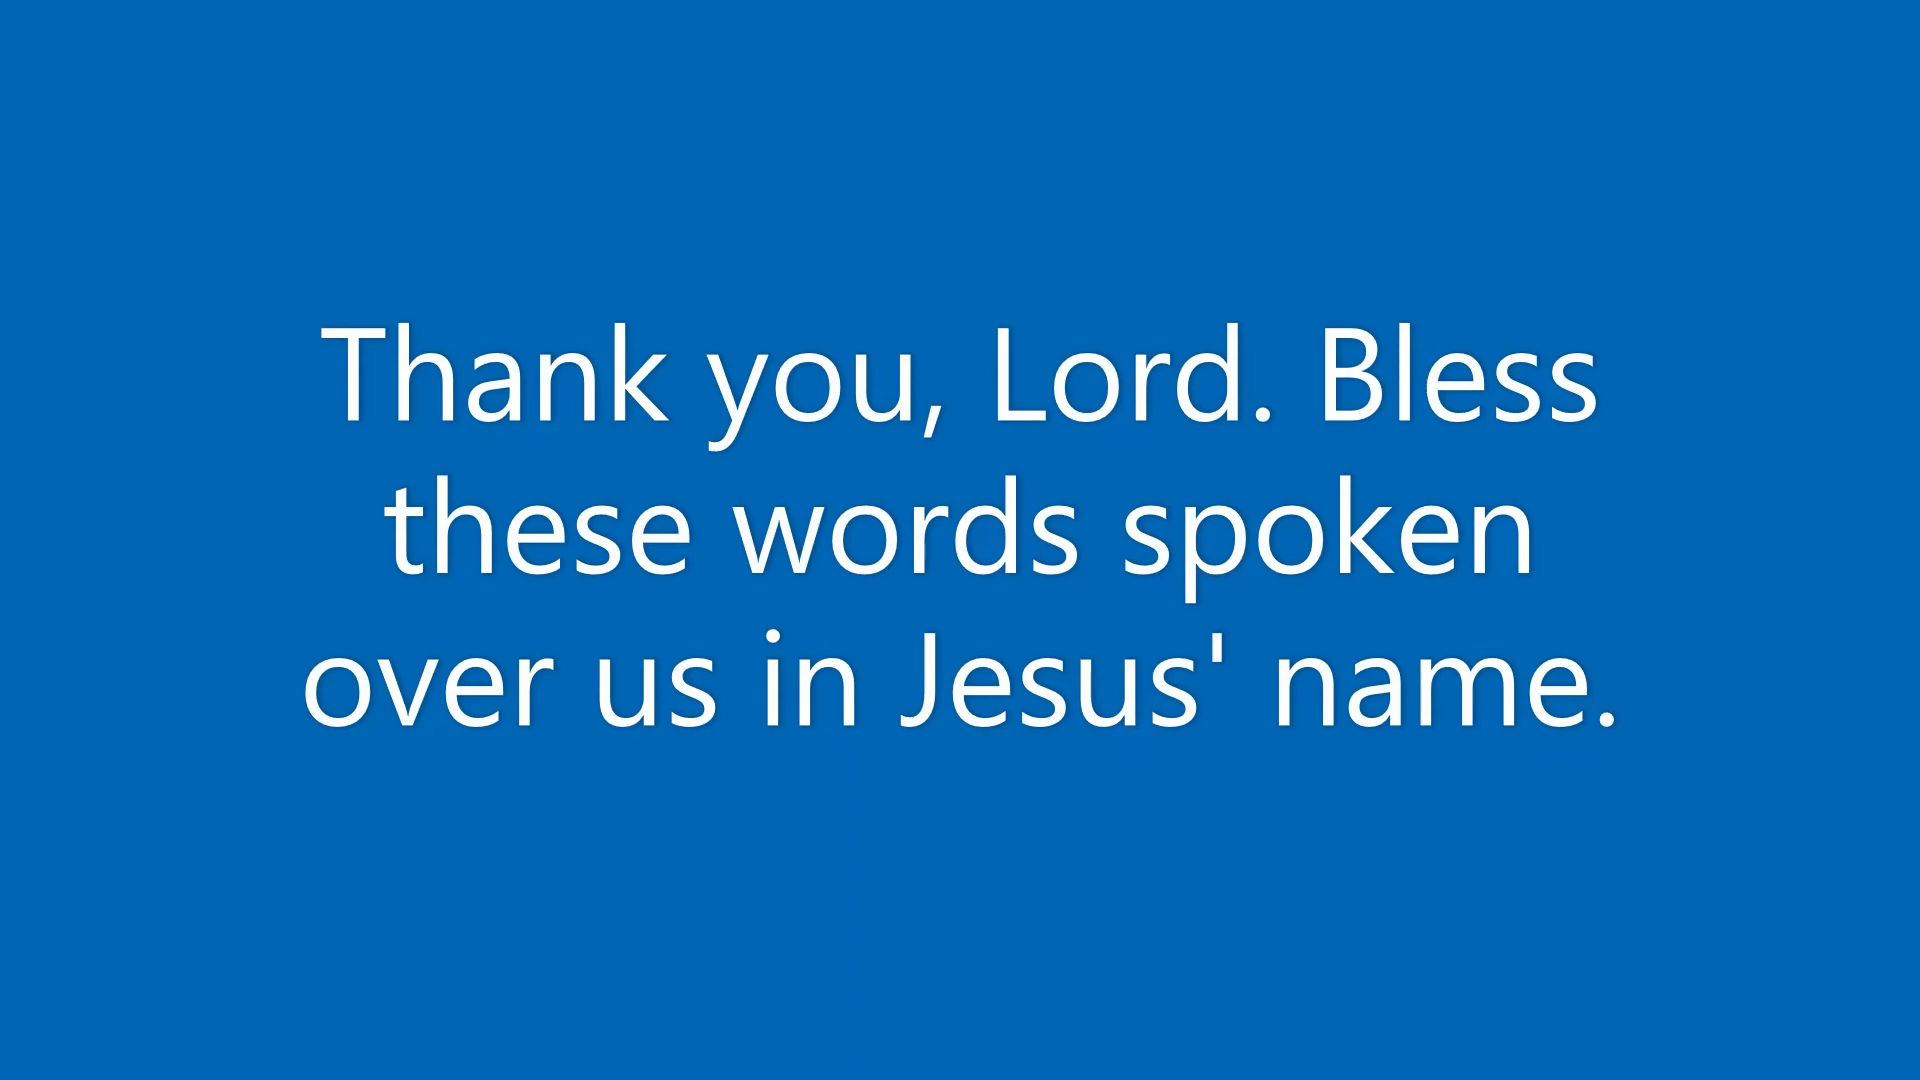 Thank you, Lord. Bless
these words spoken
over us in Jesus' name.